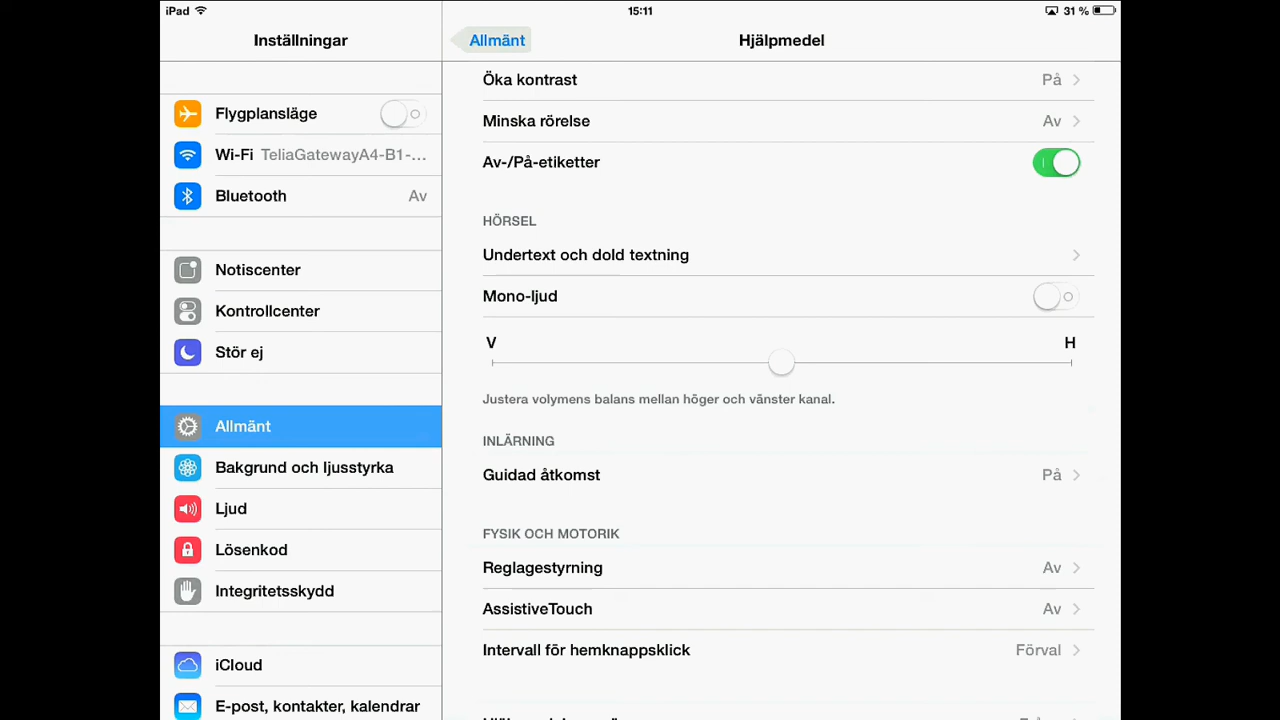 iPad 15:11 31 %
Inställningar
Flygplansläge
Wi-Fi TeliaGatewayA4-B1-...
Bluetooth Av
Notiscenter
Kontrollcenter
Stör ej
Allmänt
Bakgrund och ljusstyrka
Ljud
Lösenkod
Integritetsskydd
iCloud
E-post, kontakter, kalendrar
Allmänt Hjälpmedel
Öka kontrast På
Minska rörelse Av
Av-/På-etiketter
HÖRSEL
Undertext och dold textning
Mono-ljud
V H
Justera volymens balans mellan höger och vänster kanal.
INLÄRNING
Guidad åtkomst På
FYSIK OCH MOTORIK
Reglagestyrning Av
AssistiveTouch Av
Intervall för hemknappsklick Förval